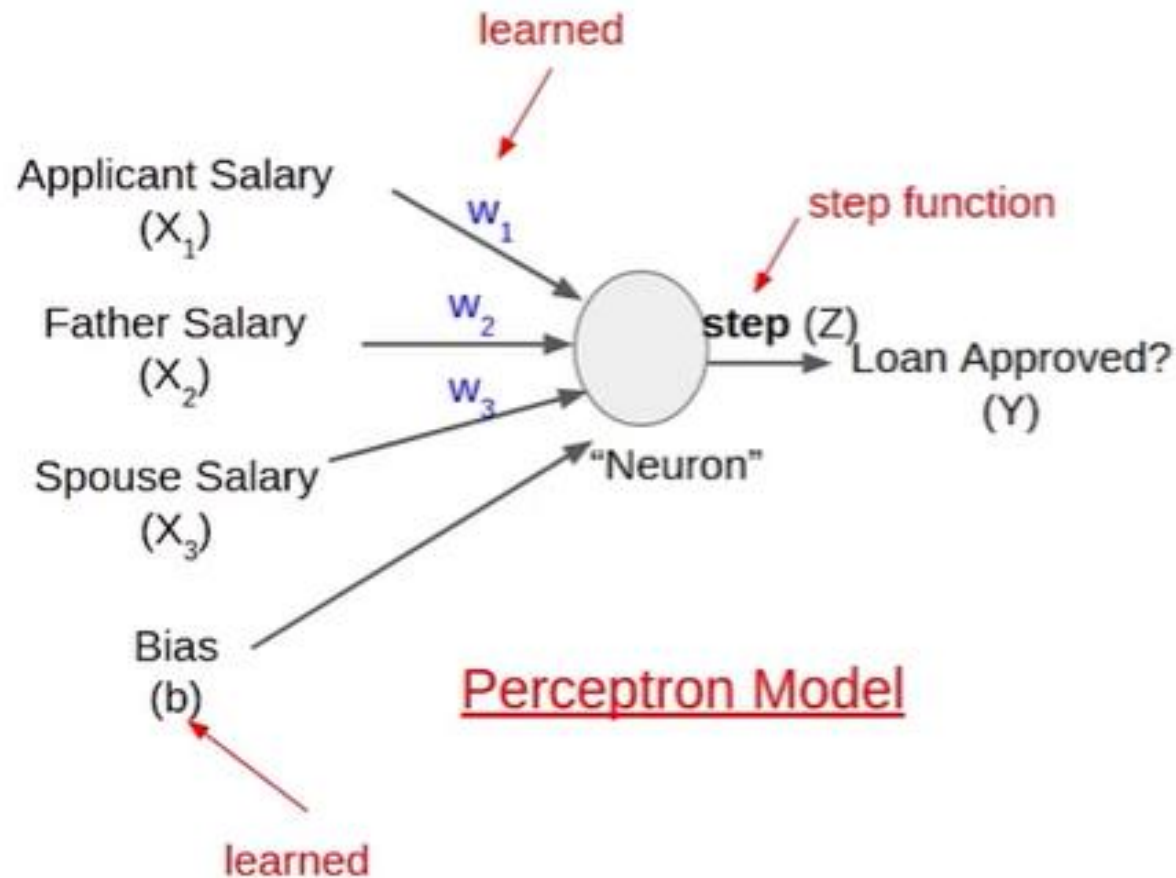 learned
Applicant Salary
(X₁)
w₁
step function
Father Salary
(X₂)
w₂
step (Z)
Loan Approved?
(Y)
w₃
Spouse Salary
(X₃)
“Neuron”
Bias
(b)
Perceptron Model
learned